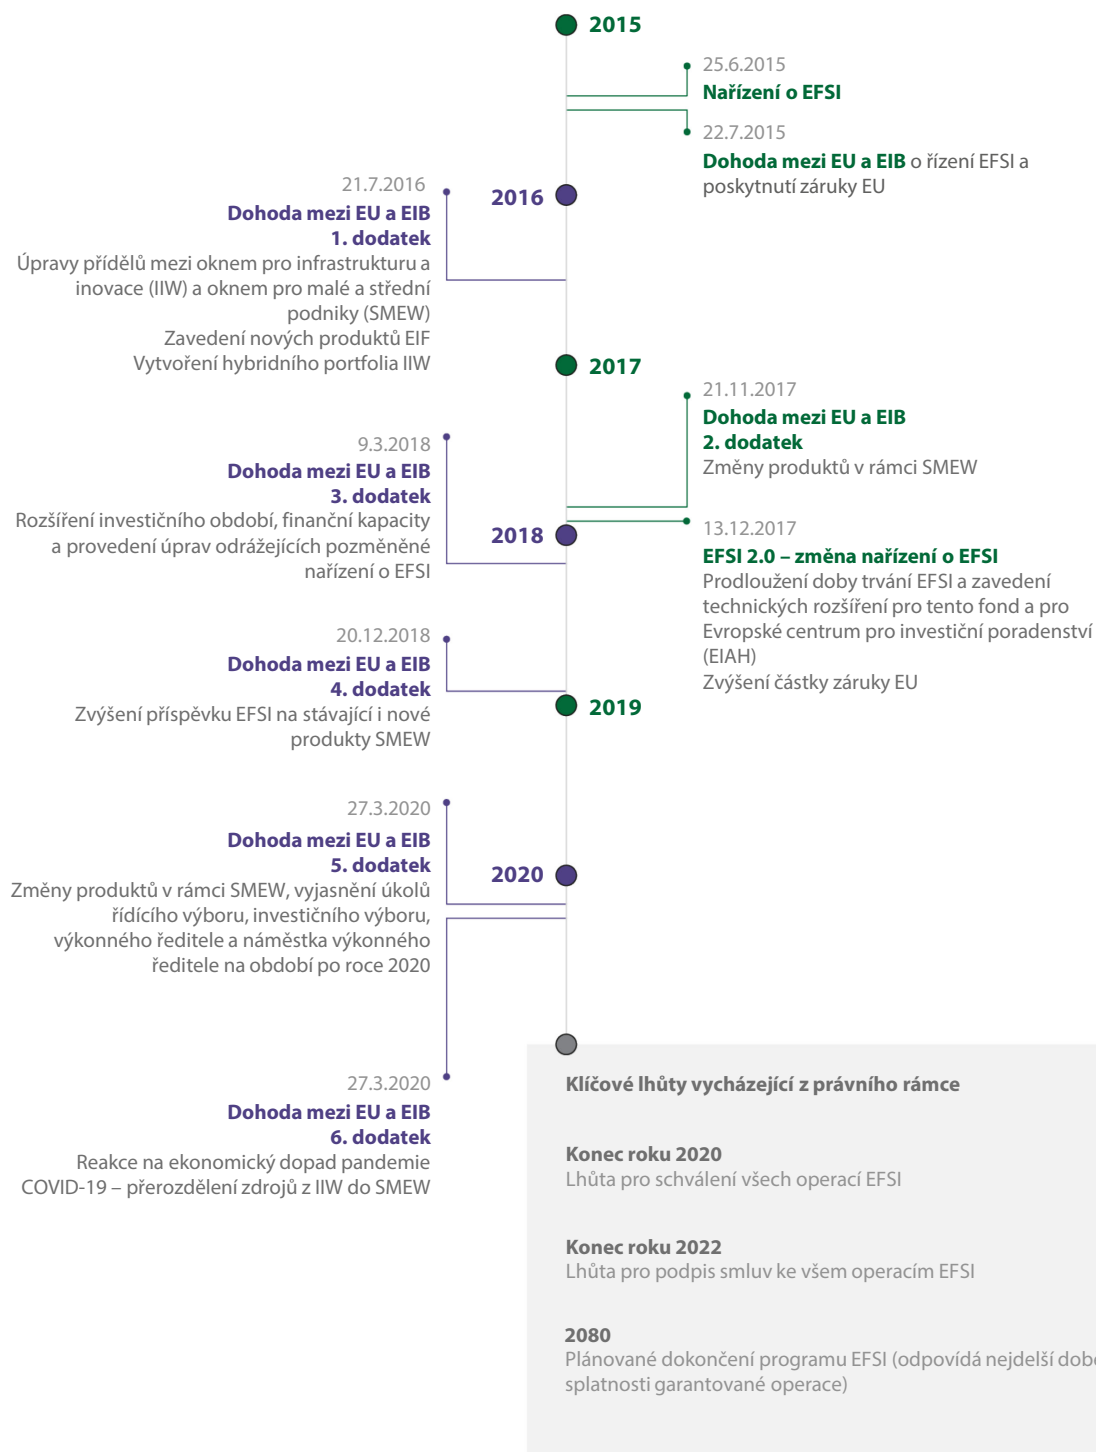 2015
25.6.2015
Nařízení o EFSI
22.7.2015
Dohoda mezi EU a EIB o řízení EFSI a
poskytnutí záruky EU
2016
21.7.2016
Dohoda mezi EU a EIB
1. dodatek
Úpravy přídělů mezi oknem pro infrastrukturu a
inovace (IIW) a oknem pro malé a střední
podniky (SMEW)
Zavedení nových produktů EIF
Vytvoření hybridního portfolia IIW
2017
21.11.2017
Dohoda mezi EU a EIB
2. dodatek
Změny produktů v rámci SMEW
13.12.2017
EFSI 2.0 – změna nařízení o EFSI
Prodloužení doby trvání EFSI a zavedení
technických rozšíření pro tento fond a pro
Evropské centrum pro investiční poradenství
(EIAH)
Zvýšení částky záruky EU
2018
9.3.2018
Dohoda mezi EU a EIB
3. dodatek
Rozšíření investičního období, finanční kapacity
a provedení úprav odrážejících pozměněné
nařízení o EFSI
20.12.2018
Dohoda mezi EU a EIB
4. dodatek
Zvýšení příspěvku EFSI na stávající i nové
produkty SMEW
2019
2020
27.3.2020
Dohoda mezi EU a EIB
5. dodatek
Změny produktů v rámci SMEW, vyjasnění úkolů
řídícího výboru, investičního výboru,
výkonného ředitele a náměstka výkonného
ředitele na období po roce 2020
27.3.2020
Dohoda mezi EU a EIB
6. dodatek
Reakce na ekonomický dopad pandemie
COVID-19 – přerozdělení zdrojů z IIW do SMEW
Klíčové lhůty vycházející z právního rámce
Konec roku 2020
Lhůta pro schválení všech operací EFSI
Konec roku 2022
Lhůta pro podpis smluv ke všem operacím EFSI
2080
Plánované dokončení programu EFSI (odpovídá nejdelší době
splatnosti garantované operace)